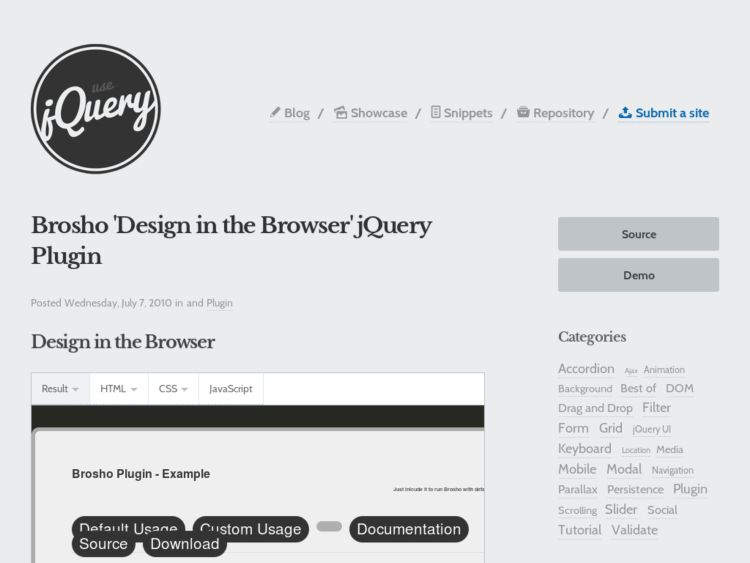 use
jQuery
Blog / Showcase / Snippets / Repository / Submit a site
Brosho 'Design in the Browser' jQuery
Plugin
Posted Wednesday, July 7, 2010 in and Plugin
Design in the Browser
Result HTML CSS JavaScript
Brosho Plugin - Example
Just inlcude it to run Brosho with defa
Default Usage Custom Usage Documentation
Source Download
Source
Demo
Categories
Accordion Ajax Animation
Background Best of DOM
Drag and Drop Filter
Form Grid jQuery UI
Keyboard Location Media
Mobile Modal Navigation
Parallax Persistence Plugin
Scrolling Slider Social
Tutorial Validate